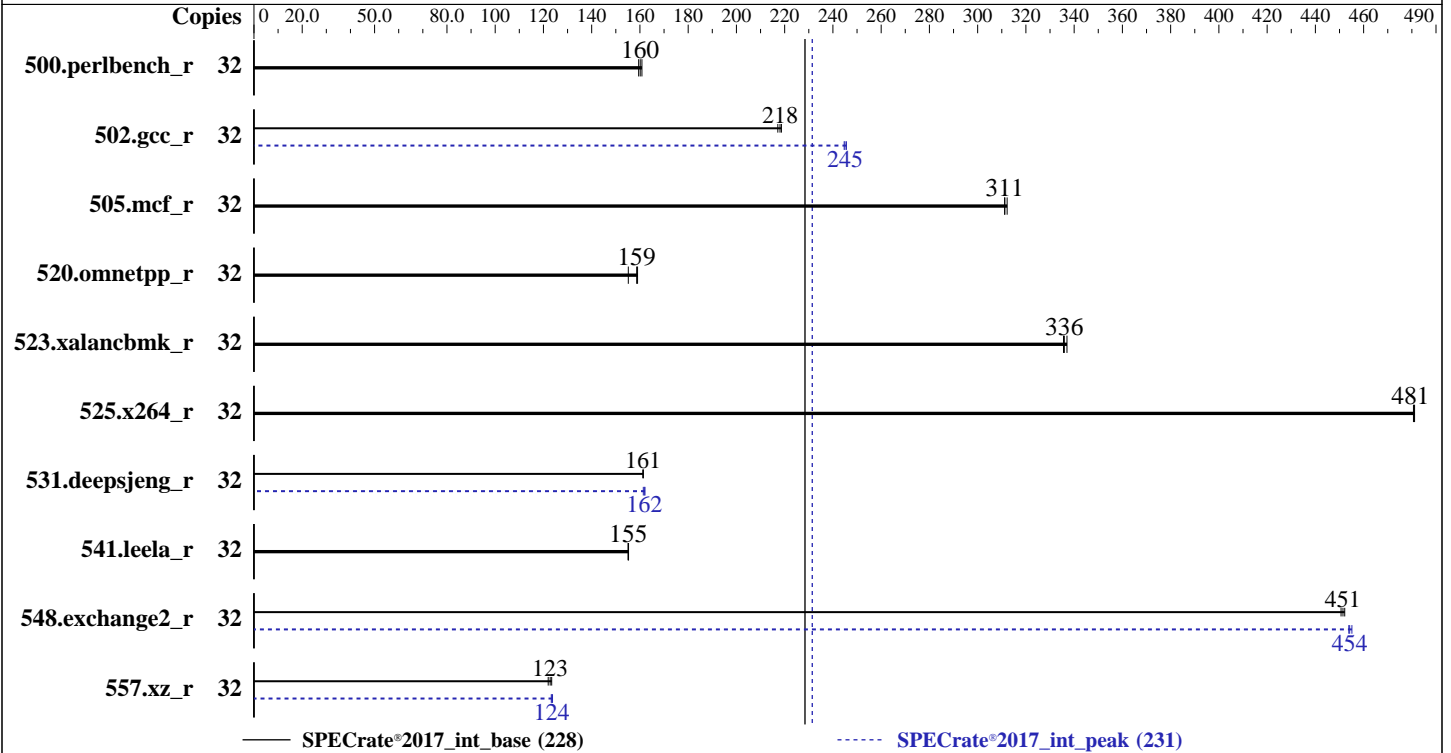 Copies 0 20.0 50.0 80.0 100 120 140 160 180 200 220 240 260 280 300 320 340 360 380 400 420 440 460 490
500.perlbench_r 32 160
502.gcc_r 32 218
245
505.mcf_r 32 311
520.omnetpp_r 32 159
523.xalancbmk_r 32 336
525.x264_r 32 481
531.deepsjeng_r 32 161
162
541.leela_r 32 155
548.exchange2_r 32 451
454
557.xz_r 32 123
124
SPECrate®2017_int_base (228) SPECrate®2017_int_peak (231)